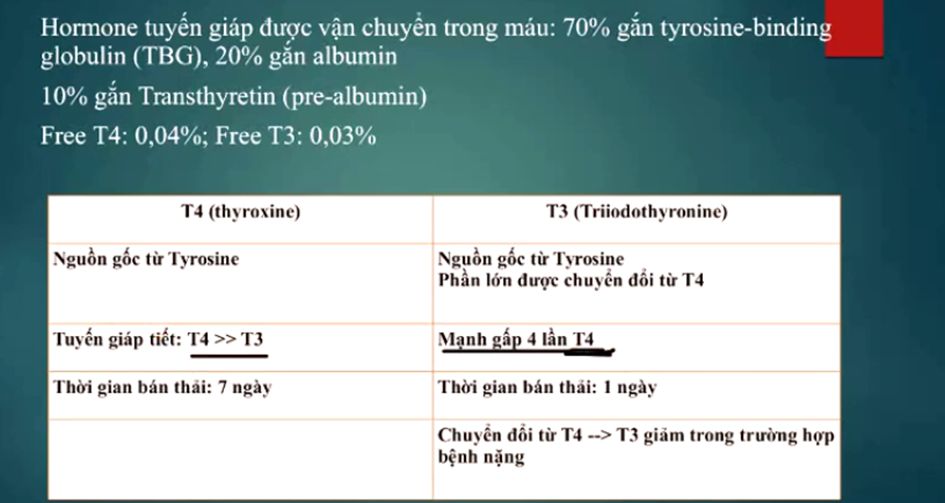 Hormone tuyến giáp được vận chuyển trong máu: 70% gắn tyrosine-binding
globulin (TBG), 20% gắn albumin
10% gắn Transthyretin (pre-albumin)
Free T4: 0,04%; Free T3: 0,03%
T4 (thyroxine)
T3 (Triiodothyronine)
Nguồn gốc từ Tyrosine
Nguồn gốc từ Tyrosine
Phần lớn được chuyển đổi từ T4
Tuyến giáp tiết: T4 >> T3
Mạnh gấp 4 lần T4
Thời gian bán thải: 7 ngày
Thời gian bán thải: 1 ngày
Chuyển đổi từ T4 --> T3 giảm trong trường hợp
bệnh nặng